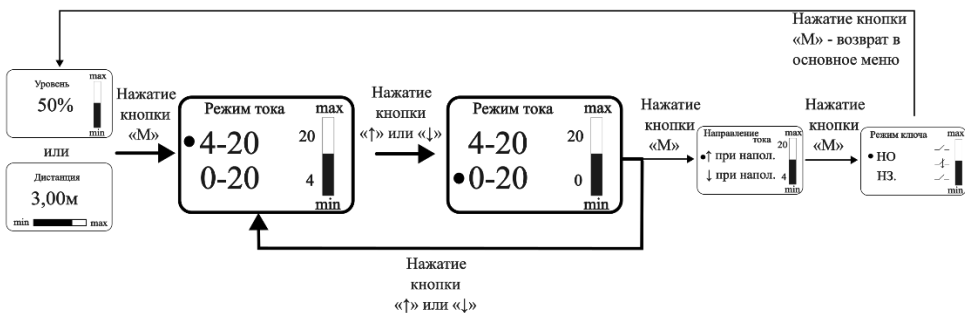 Нажатие кнопки
«М» - возврат в
основное меню
Уровень
max
50%
min
или
Дистанция
3,00м
min
max
Нажатие
кнопки
«М»
Режим тока
max
4-20
20
0-20
4
min
Нажатие
кнопки
«↑» или «↓»
Режим тока
max
4-20
20
0-20
0
min
Нажатие
кнопки
«↑» или «↓»
Нажатие
кнопки
«М»
Направление
max
тока
20
↑ при напол.
↓ при напол.
4
min
Нажатие
кнопки
«М»
Режим ключа
max
НО
НЗ.
min